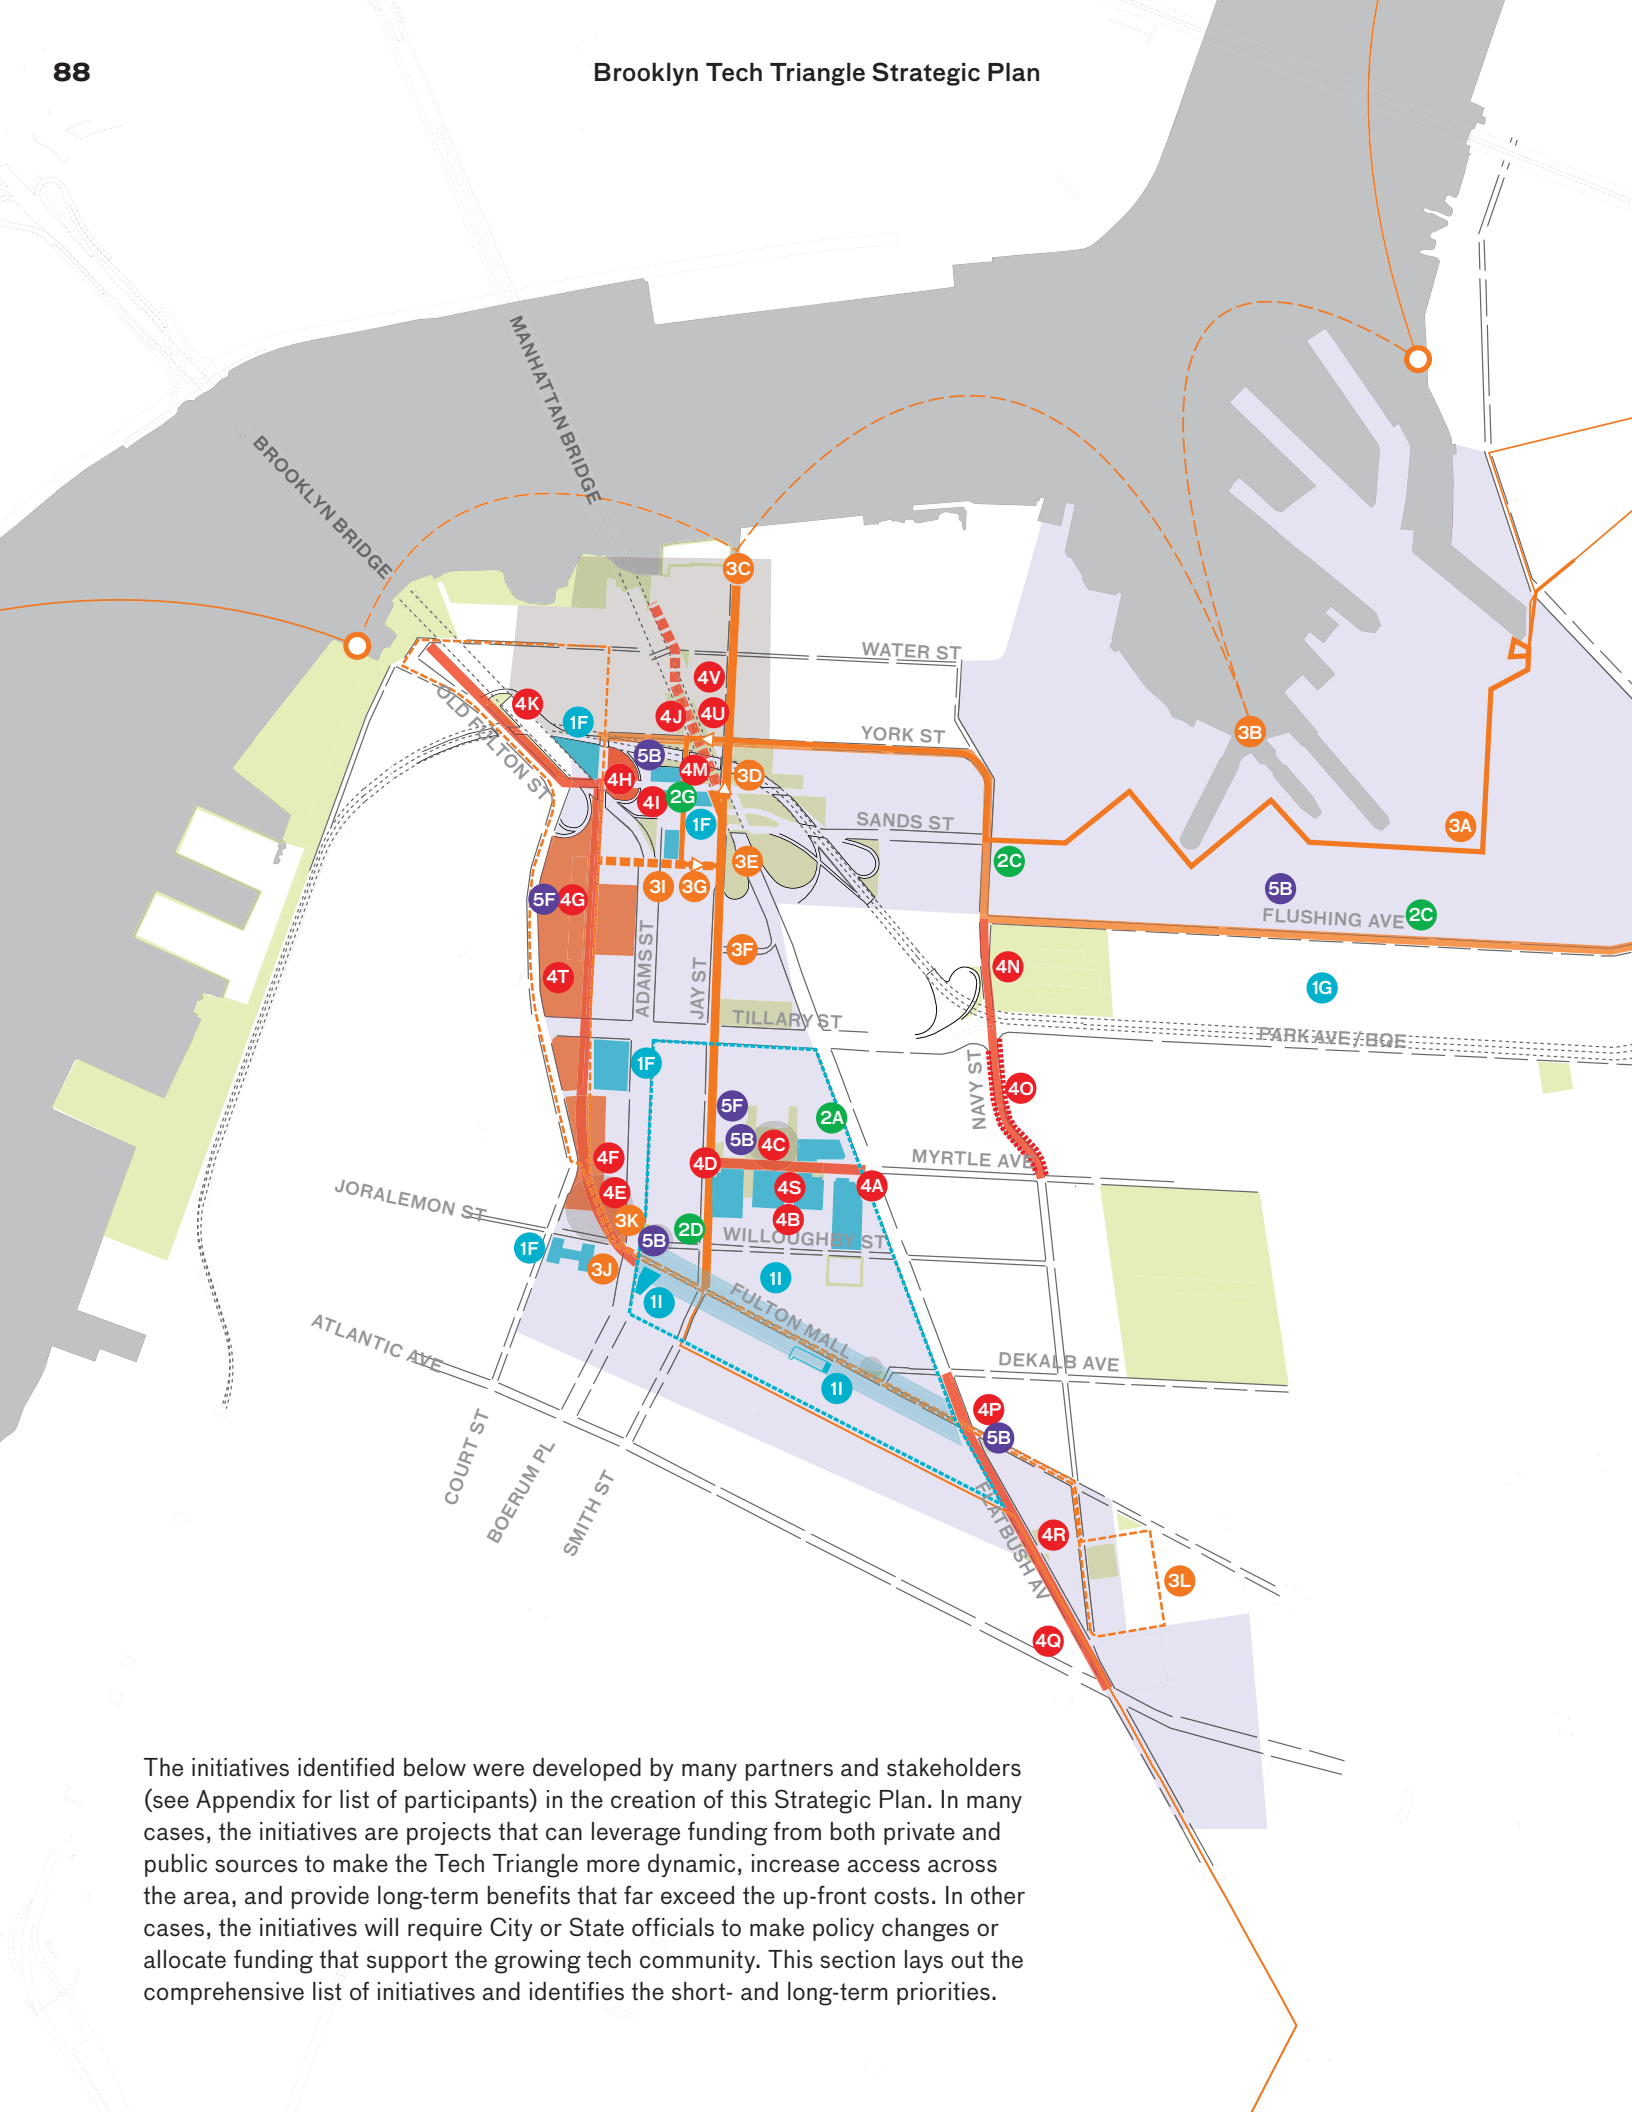 88
Brooklyn Tech Triangle Strategic Plan
MANHATTAN BRIDGE
BROOKLYN BRIDGE
3C
WATER ST
4V
OLD FULTON ST
4K
1F
4J
4U
YORK ST
3B
5B
4M
3D
4H
4I
2G
1F
SANDS ST
3A
3E
2C
3I
3G
5B
5F
4G
FLUSHING AVE
2C
3F
4N
4T
ADAMS ST
JAY ST
1G
TILLARY ST
PARK AVE / BQE
1F
NAVY ST
4O
5F
2A
5B
4C
4F
4D
MYRTLE AVE
4E
4S
4A
JORALEMON ST
3K
4B
5B
2D
WILLOUGHBY ST
1F
3J
1I
1I
FULTON MALL
ATLANTIC AVE
DEKALB AVE
1I
4P
5B
COURT ST
BOERUM PL
SMITH ST
FLATBUSH AV
4R
3L
4Q
The initiatives identified below were developed by many partners and stakeholders
(see Appendix for list of participants) in the creation of this Strategic Plan. In many
cases, the initiatives are projects that can leverage funding from both private and
public sources to make the Tech Triangle more dynamic, increase access across
the area, and provide long-term benefits that far exceed the up-front costs. In other
cases, the initiatives will require City or State officials to make policy changes or
allocate funding that support the growing tech community. This section lays out the
comprehensive list of initiatives and identifies the short- and long-term priorities.